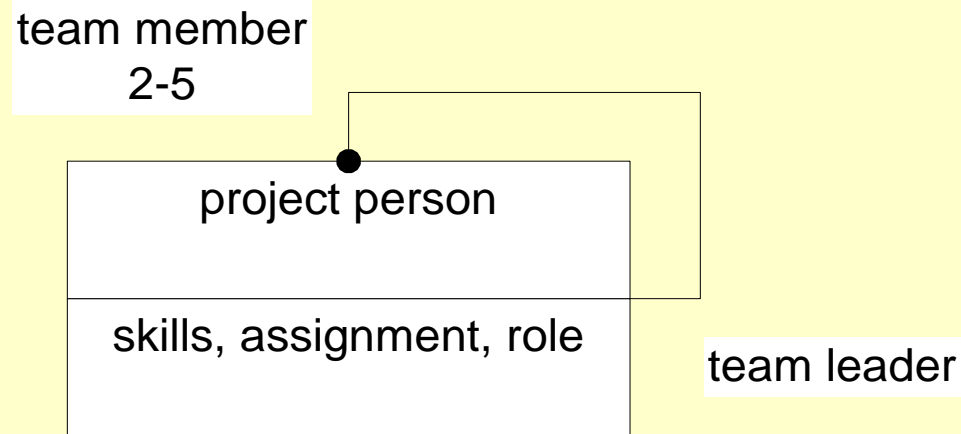 team member
2-5
project person
skills, assignment, role
team leader